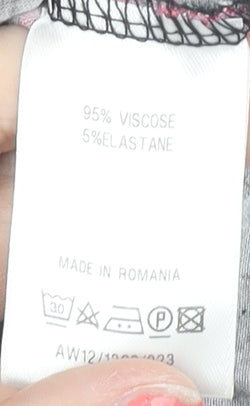 95% VISCOSE
5%ELASTANE
MADE IN ROMANIA
30 P